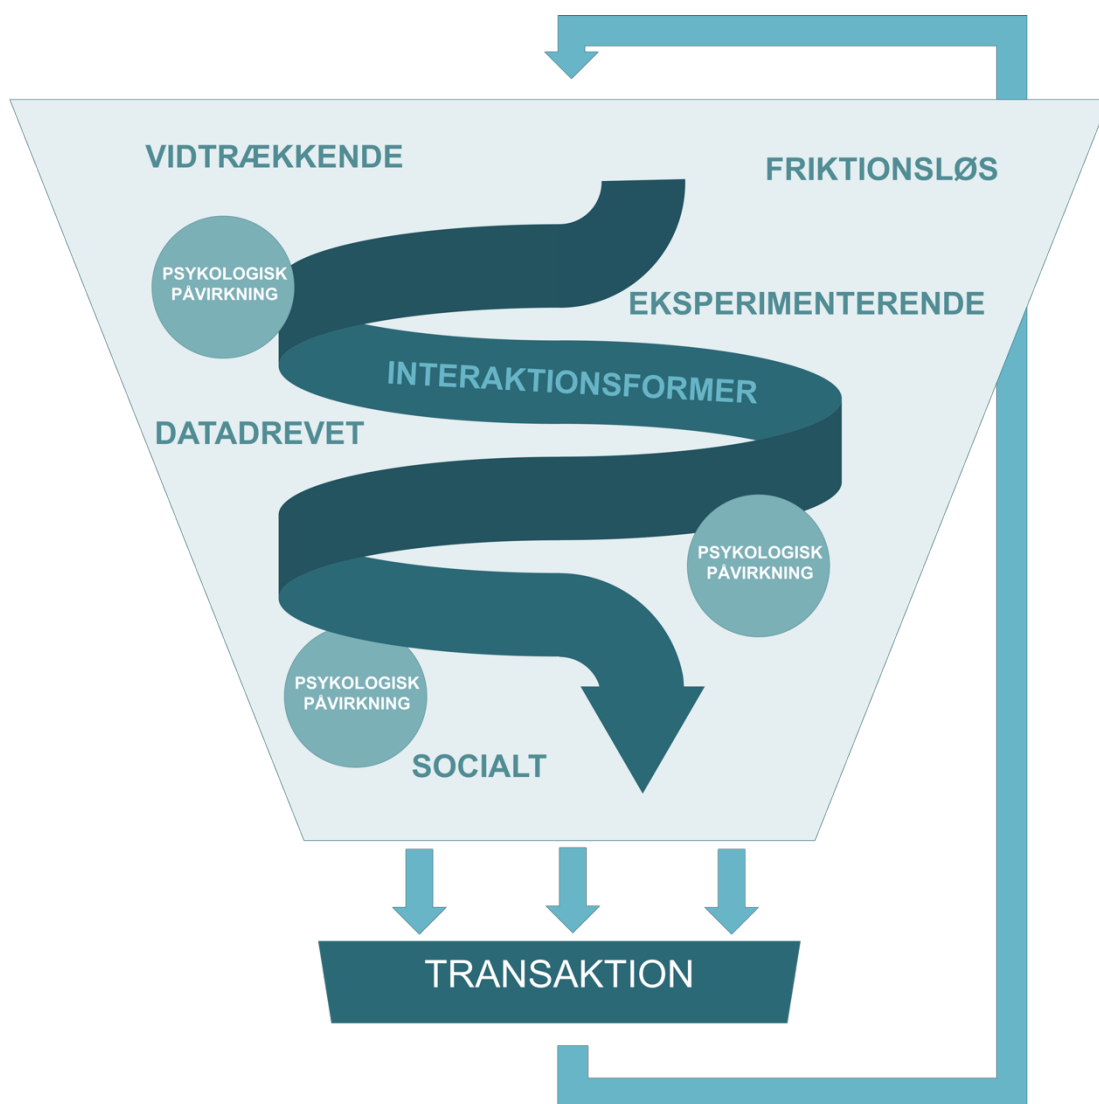 VIDTRÆKKENDE
FRIKTIONSLØS
PSYKOLOGISK
PÅVIRKNING
EKSPERIMENTERENDE
INTERAKTIONSFORMER
DATADREVET
PSYKOLOGISK
PÅVIRKNING
PSYKOLOGISK
PÅVIRKNING
SOCIALT
TRANSAKTION